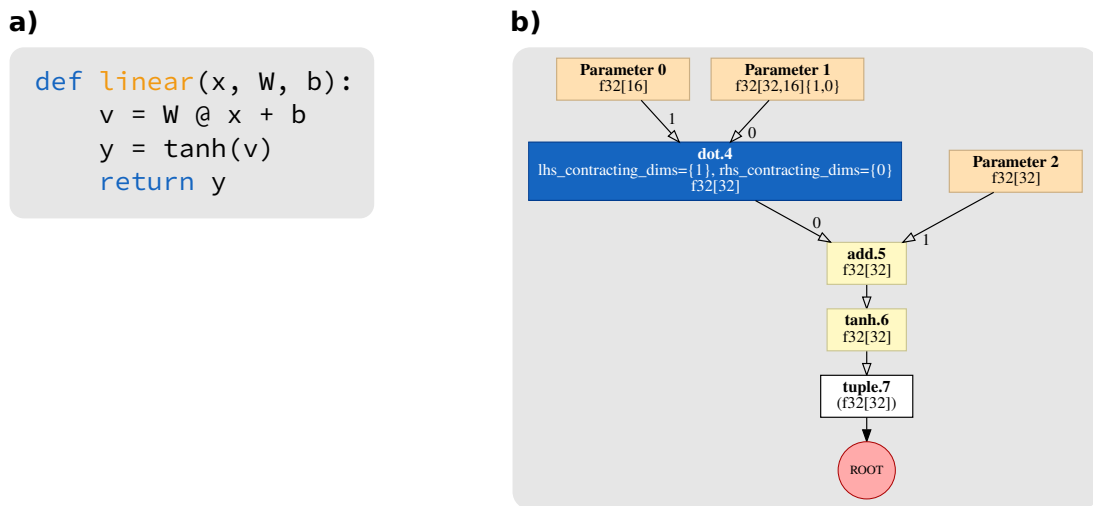 a)
def linear(x, W, b):
    v = W @ x + b
    y = tanh(v)
    return y
b)
Parameter 0
f32[16]
Parameter 1
f32[32,16]{1,0}
1
0
dot.4
lhs_contracting_dims={1}, rhs_contracting_dims={0}
f32[32]
Parameter 2
f32[32]
0
1
add.5
f32[32]
tanh.6
f32[32]
tuple.7
(f32[32])
ROOT